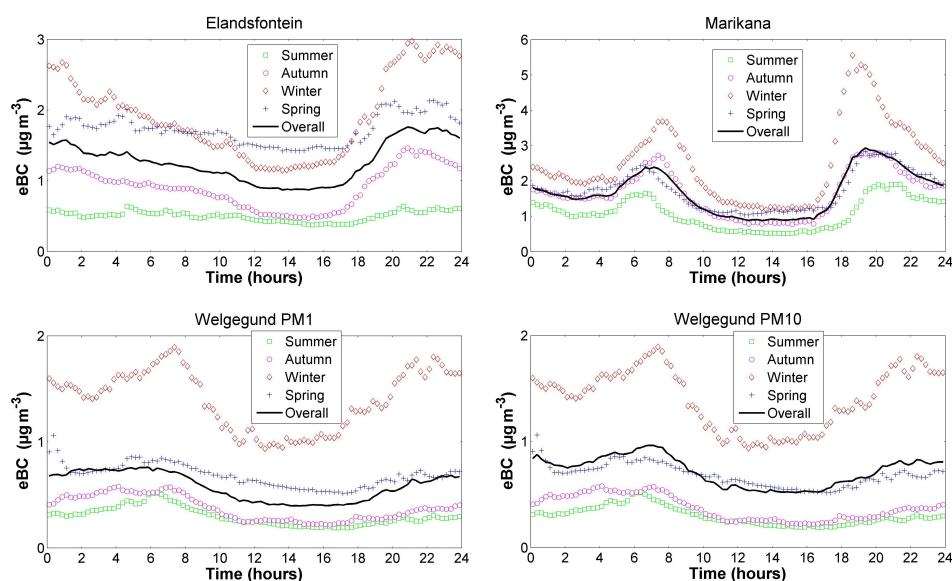 Elandsfontein
3
2
1
0
eBC (µg m-3)
Summer
Autumn
Winter
Spring
Overall
0 2 4 6 8 10 12 14 16 18 20 22 24
Time (hours)
Marikana
6
5
4
3
2
1
0
eBC (µg m-3)
Summer
Autumn
Winter
Spring
Overall
0 2 4 6 8 10 12 14 16 18 20 22 24
Time (hours)
Welgegund PM1
2
1
0
eBC (µg m-3)
Summer
Autumn
Winter
Spring
Overall
0 2 4 6 8 10 12 14 16 18 20 22 24
Time (hours)
Welgegund PM10
2
1
0
eBC (µg m-3)
Summer
Autumn
Winter
Spring
Overall
0 2 4 6 8 10 12 14 16 18 20 22 24
Time (hours)